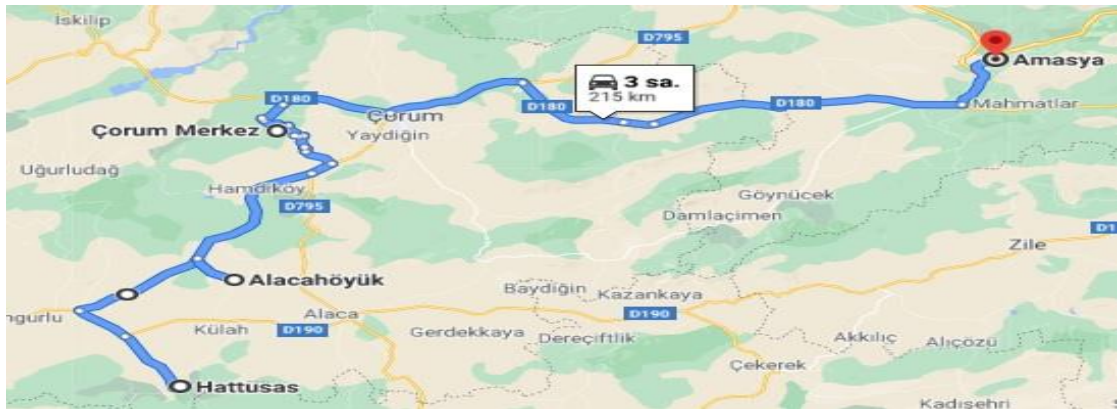 İskilip
D795
3 sa.
215 km
Amasya
D180
D180
D180
Mahmatlar
Çorum
Çorum Merkez
Yaydiğin
Uğurludağ
Hamdiköy
Göynücek
D795
Damlaçimen
Zile
Alacahöyük
Baydiğin
Kazankaya
ngurlu
Külah
D190
Alaca
Gerdekkaya
D190
Dereçiftlik
Akkılıç
Alıçözü
Çekerek
Hattusas
Kadışehri